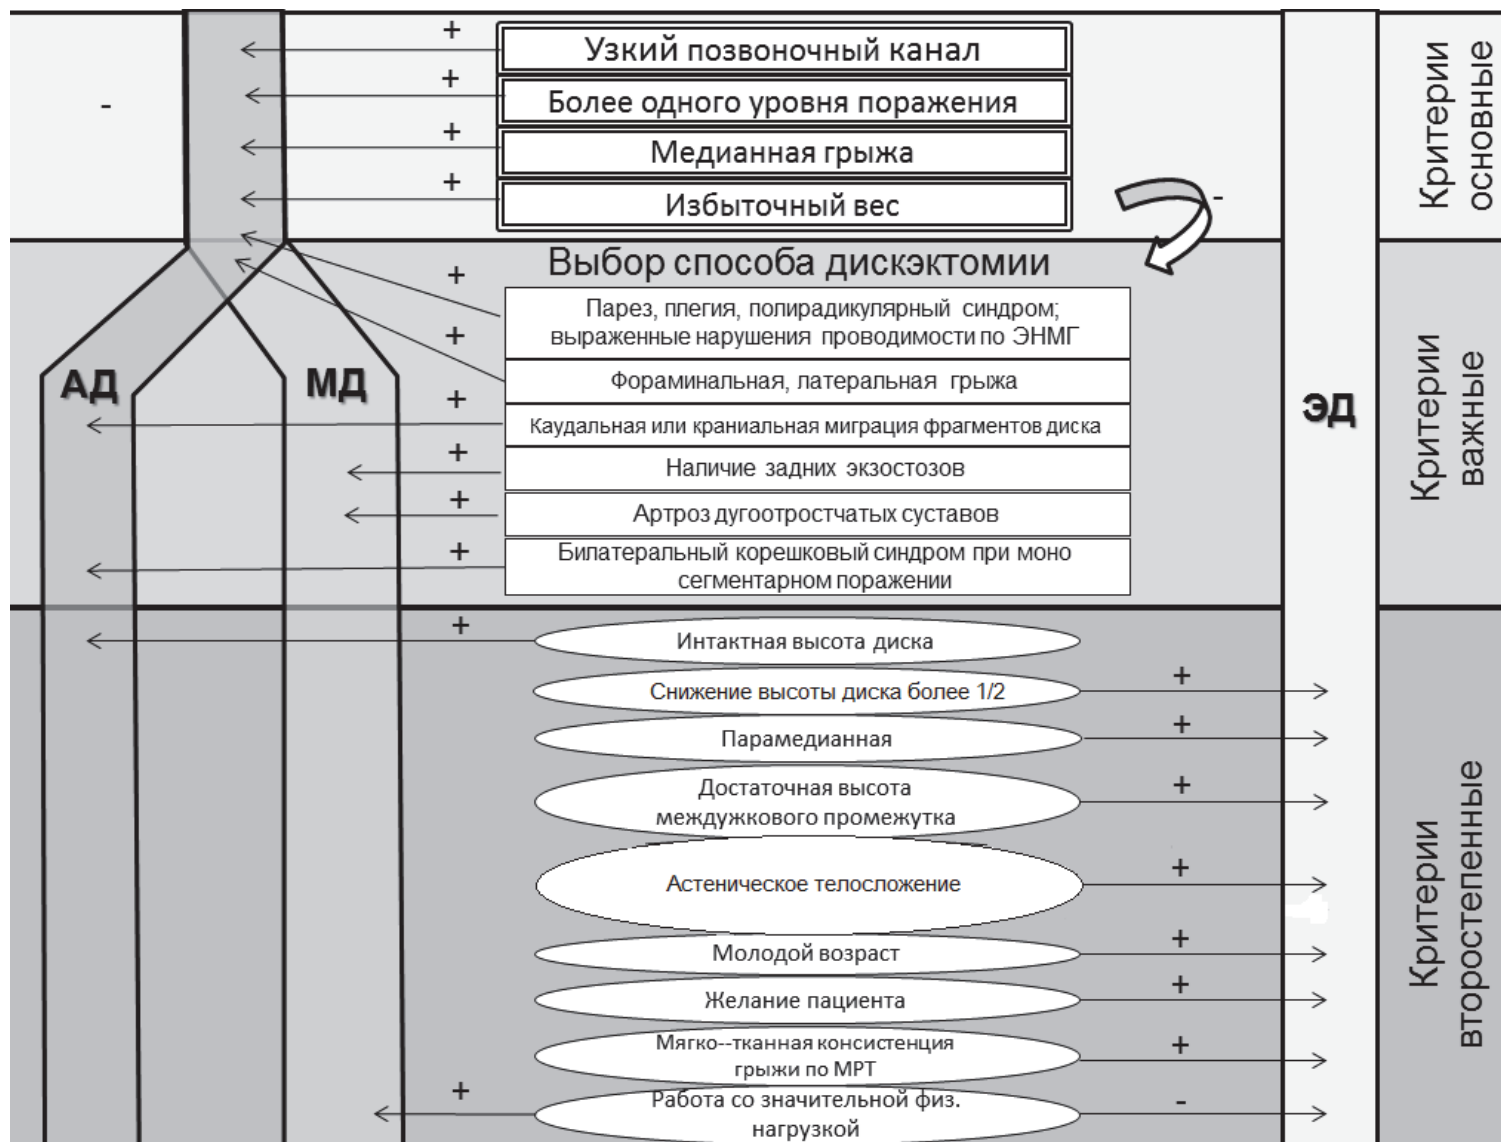 +
Узкий позвоночный канал
+
-
Более одного уровня поражения
+
Медианная грыжа
+
Избыточный вес
-
Критерии
основные
Выбор способа дискэктомии
+
Парез, плегия, полирадикулярный синдром;
выраженные нарушения проводимости по ЭНМГ
+
Фораминальная, латеральная грыжа
АД
МД
ЭД
+
Каудальная или краниальная миграция фрагментов диска
+
Наличие задних экзостозов
+
Артроз дугоотростчатых суставов
+
Билатеральный корешковый синдром при моно
сегментарном поражении
Критерии
важные
+
Интактная высота диска
Снижение высоты диска более 1/2
+
Парамедианная
+
Достаточная высота
междужкового промежутка
+
Астеническое телосложение
+
Молодой возраст
+
Желание пациента
+
Мягко--тканная консистенция
грыжи по МРТ
+
+
Работа со значительной физ.
нагрузкой
-
Критерии
второстепенные